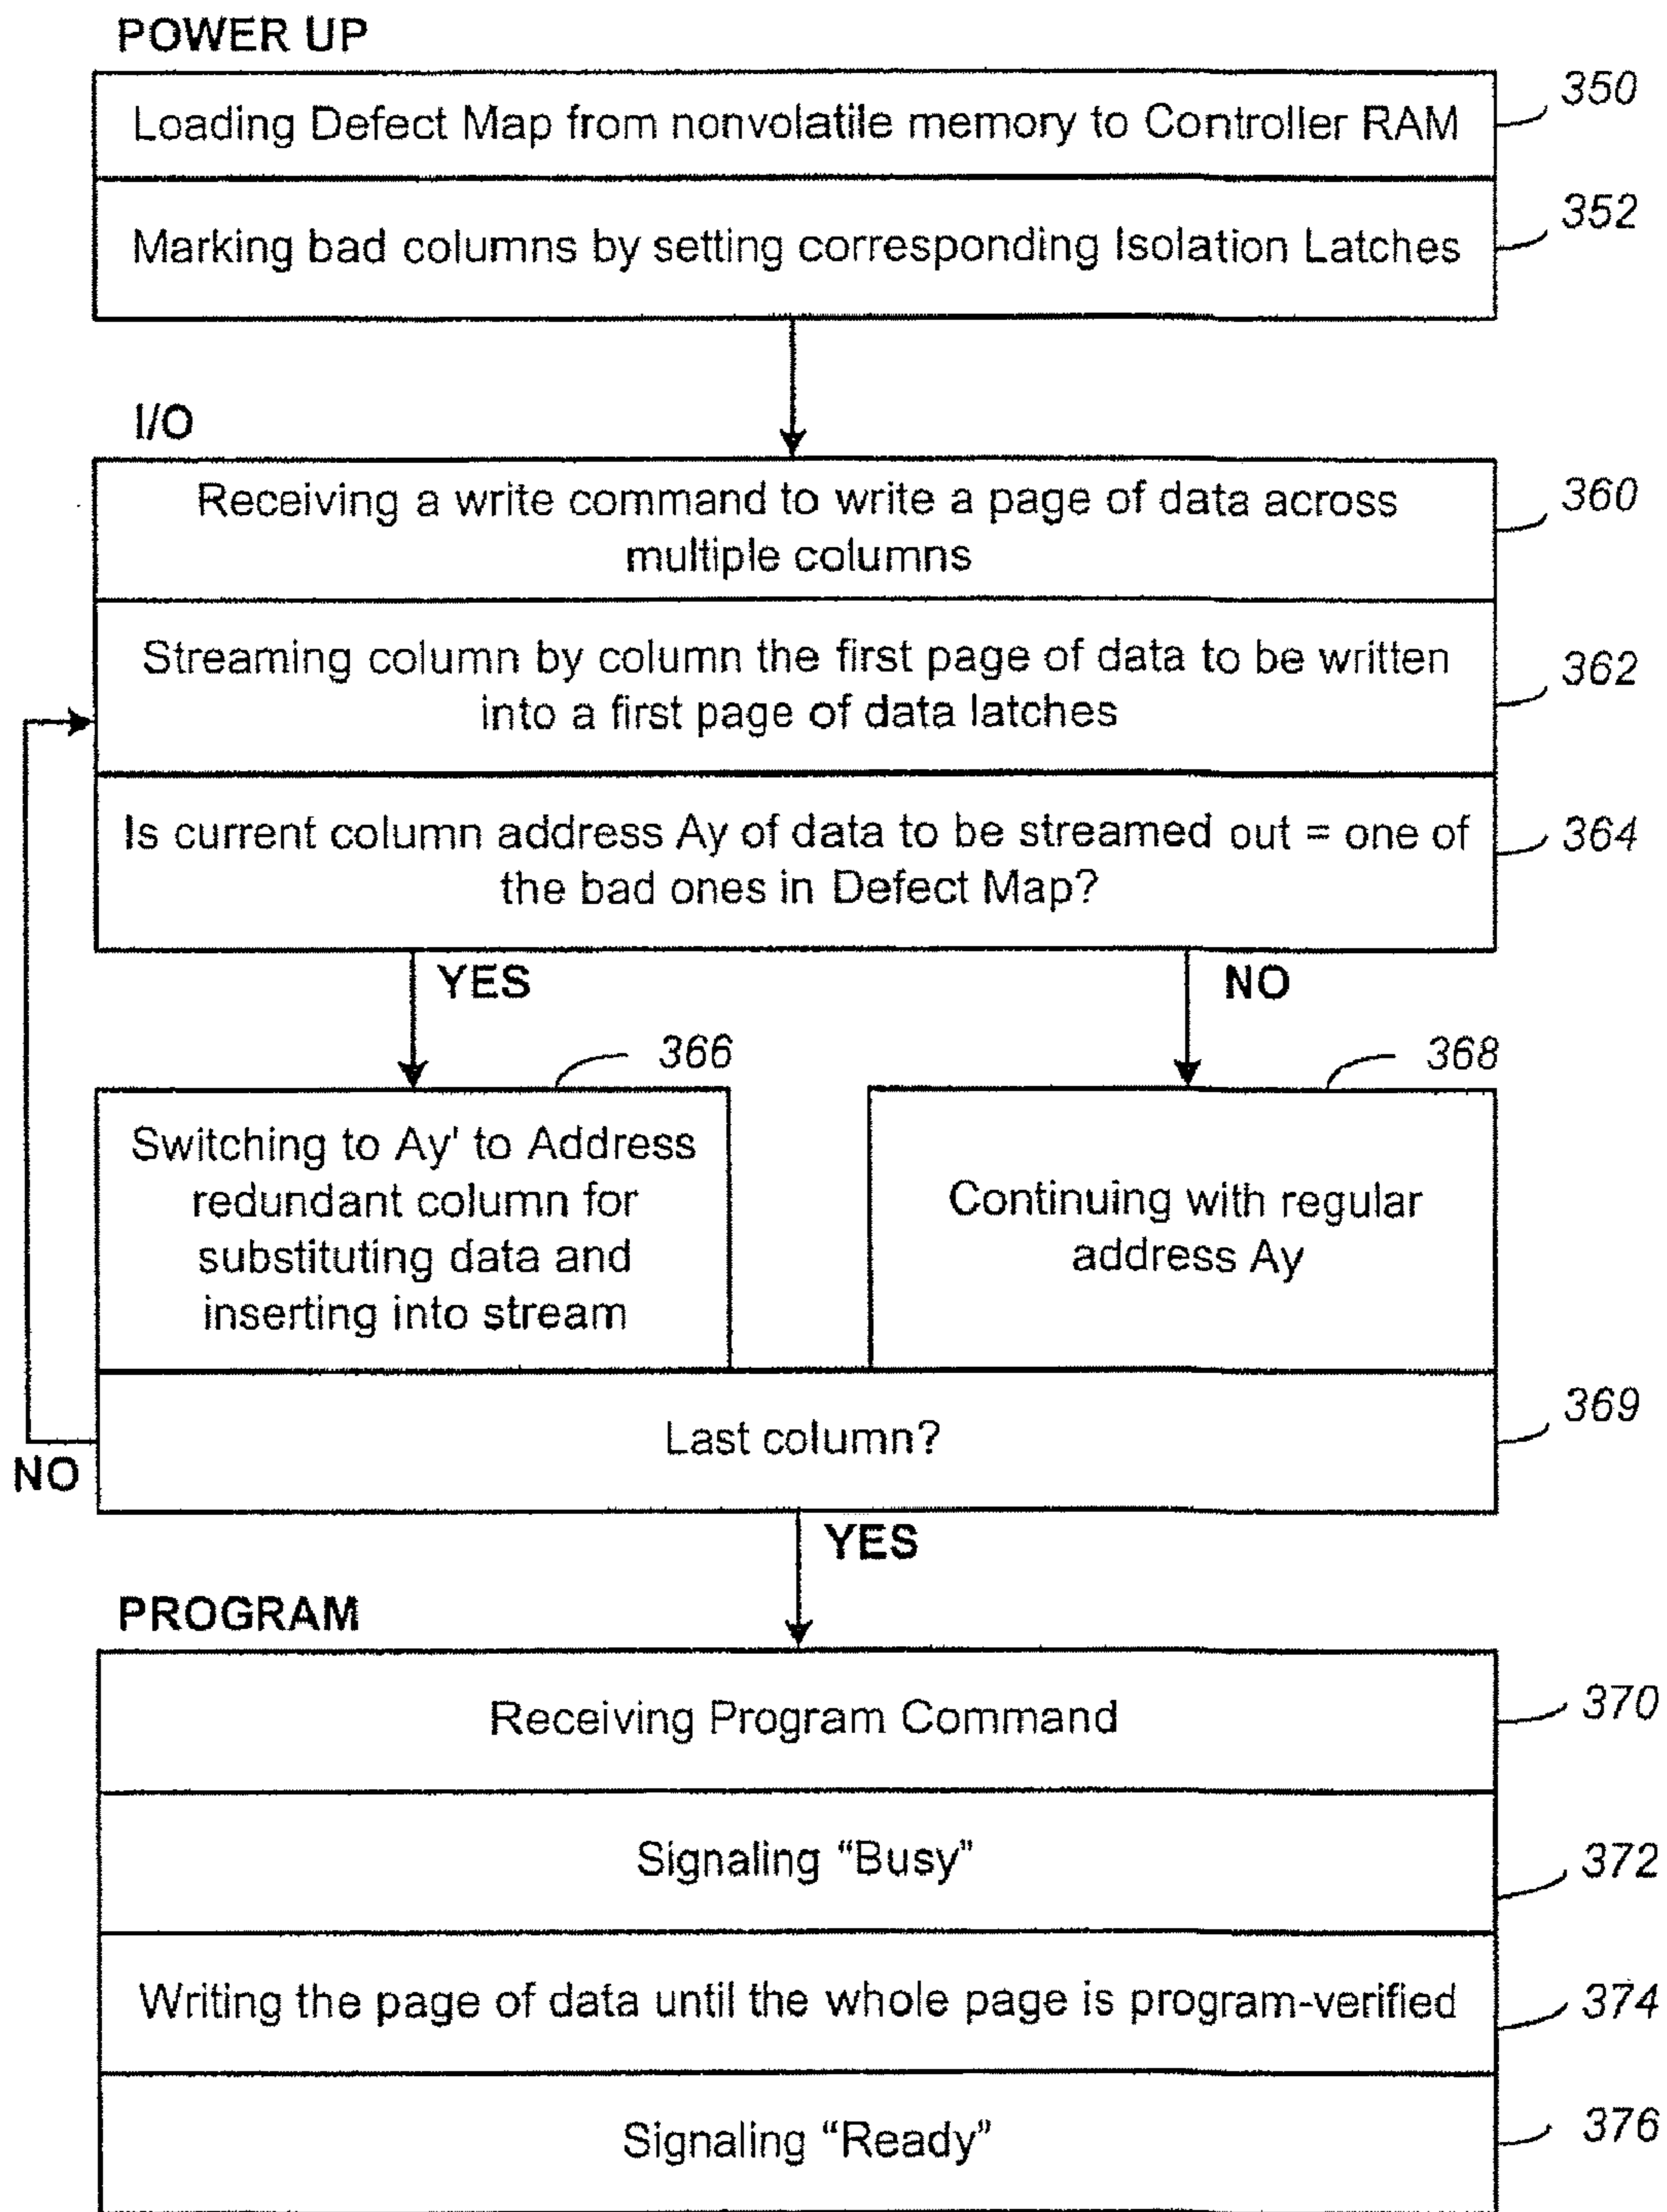 POWER UP
Loading Defect Map from nonvolatile memory to Controller RAM
350
Marking bad columns by setting corresponding Isolation Latches
352
I/O
Receiving a write command to write a page of data across
multiple columns
360
Streaming column by column the first page of data to be written
into a first page of data latches
362
Is current column address Ay of data to be streamed out = one of
the bad ones in Defect Map?
364
YES
NO
366
368
Switching to Ay' to Address
redundant column for
substituting data and
inserting into stream
Continuing with regular
address Ay
Last column?
369
NO
YES
PROGRAM
Receiving Program Command
370
Signaling “Busy”
372
Writing the page of data until the whole page is program-verified
374
Signaling “Ready”
376